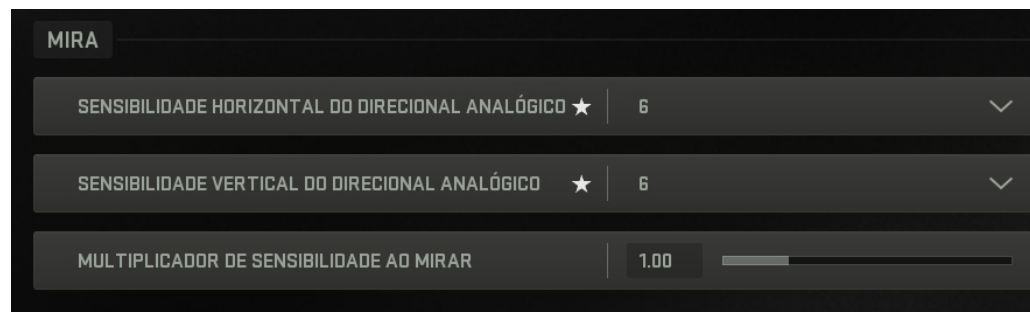 MIRA
SENSIBILIDADE HORIZONTAL DO DIRECIONAL ANALÓGICO ★ 6
SENSIBILIDADE VERTICAL DO DIRECIONAL ANALÓGICO ★ 6
MULTIPLICADOR DE SENSIBILIDADE AO MIRAR 1.00